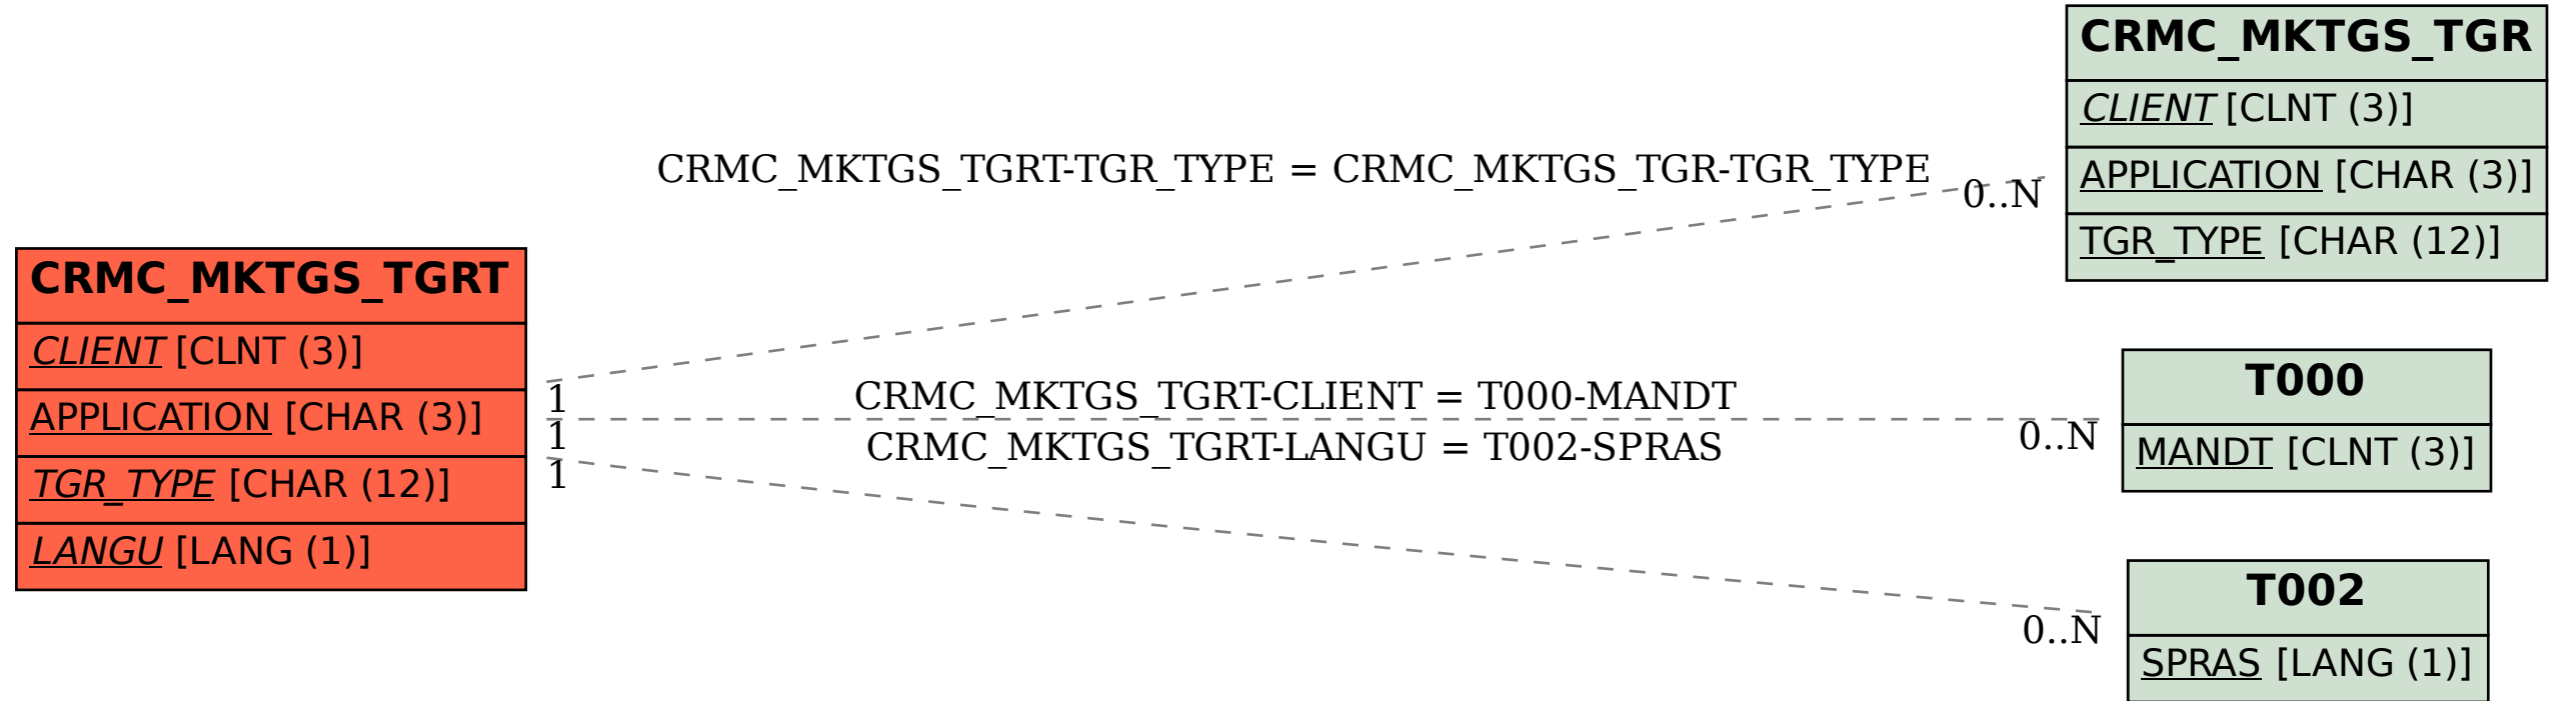 CRMC_MKTGS_TGRT
CLIENT [CLNT (3)]
APPLICATION [CHAR (3)]
TGR_TYPE [CHAR (12)]
LANGU [LANG (1)]
CRMC_MKTGS_TGRT-TGR_TYPE = CRMC_MKTGS_TGR-TGR_TYPE
0..N
1
CRMC_MKTGS_TGRT-CLIENT = T000-MANDT
0..N
1
CRMC_MKTGS_TGRT-LANGU = T002-SPRAS
1
0..N
CRMC_MKTGS_TGR
CLIENT [CLNT (3)]
APPLICATION [CHAR (3)]
TGR_TYPE [CHAR (12)]
T000
MANDT [CLNT (3)]
T002
SPRAS [LANG (1)]